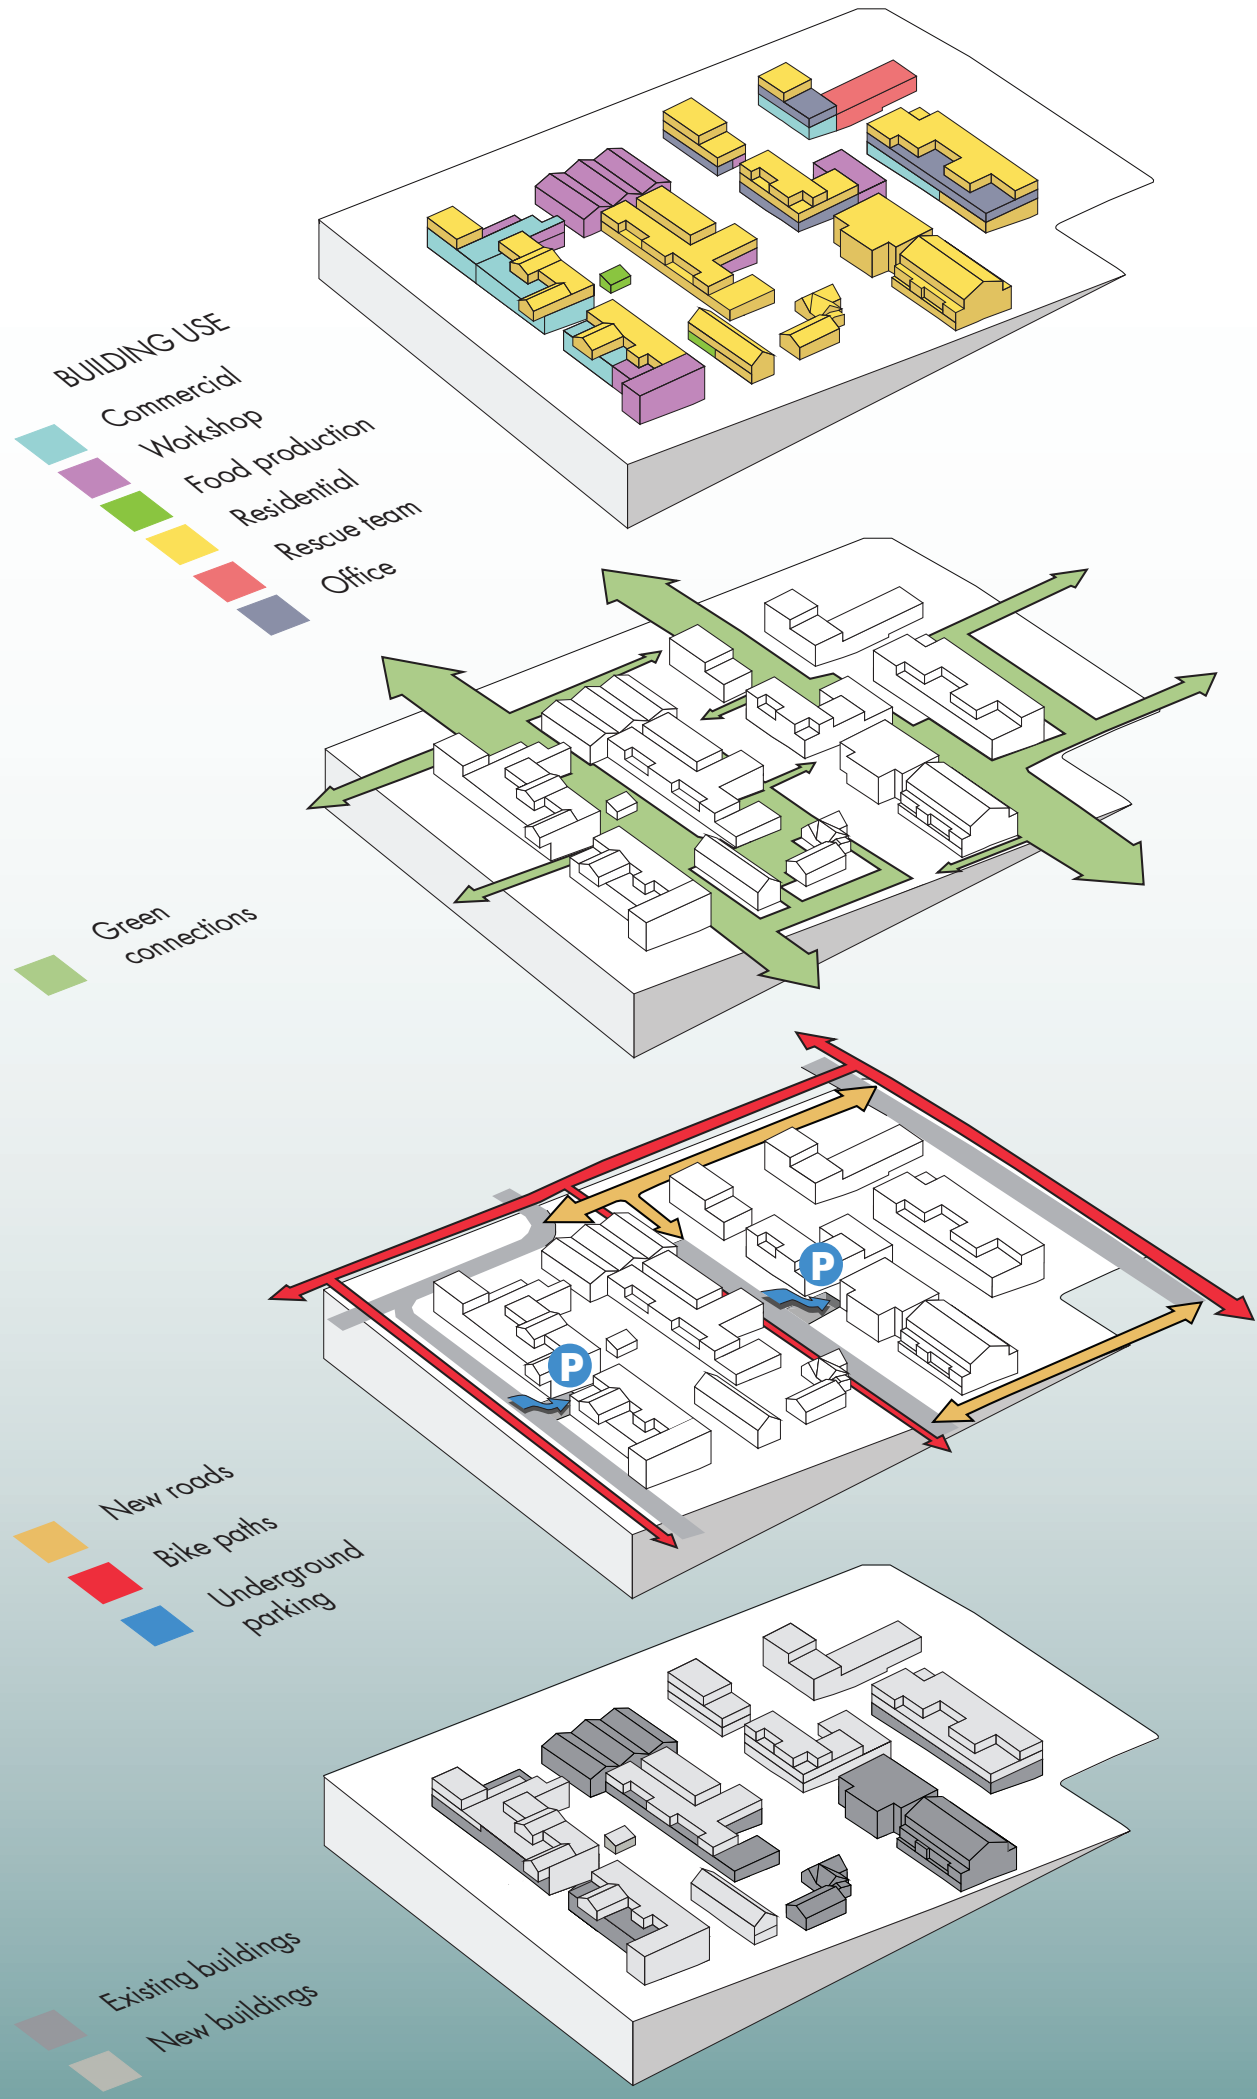 BUILDING USE
Commercial
Workshop
Food production
Residential
Rescue team
Office
Green
connections
P
P
New roads
Bike paths
Underground
parking
Existing buildings
New buildings